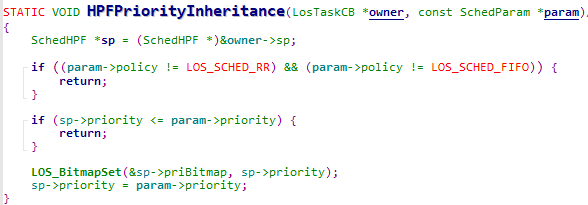 STATIC VOID HPFPriorityInheritance(LosTaskCB *owner, const SchedParam *param)
{
    SchedHPF *sp = (SchedHPF *)&owner->sp;

    if ((param->policy != LOS_SCHED_RR) && (param->policy != LOS_SCHED_FIFO)) {
        return;
    }

    if (sp->priority <= param->priority) {
        return;
    }

    LOS_BitmapSet(&sp->priBitmap, sp->priority);
    sp->priority = param->priority;
}